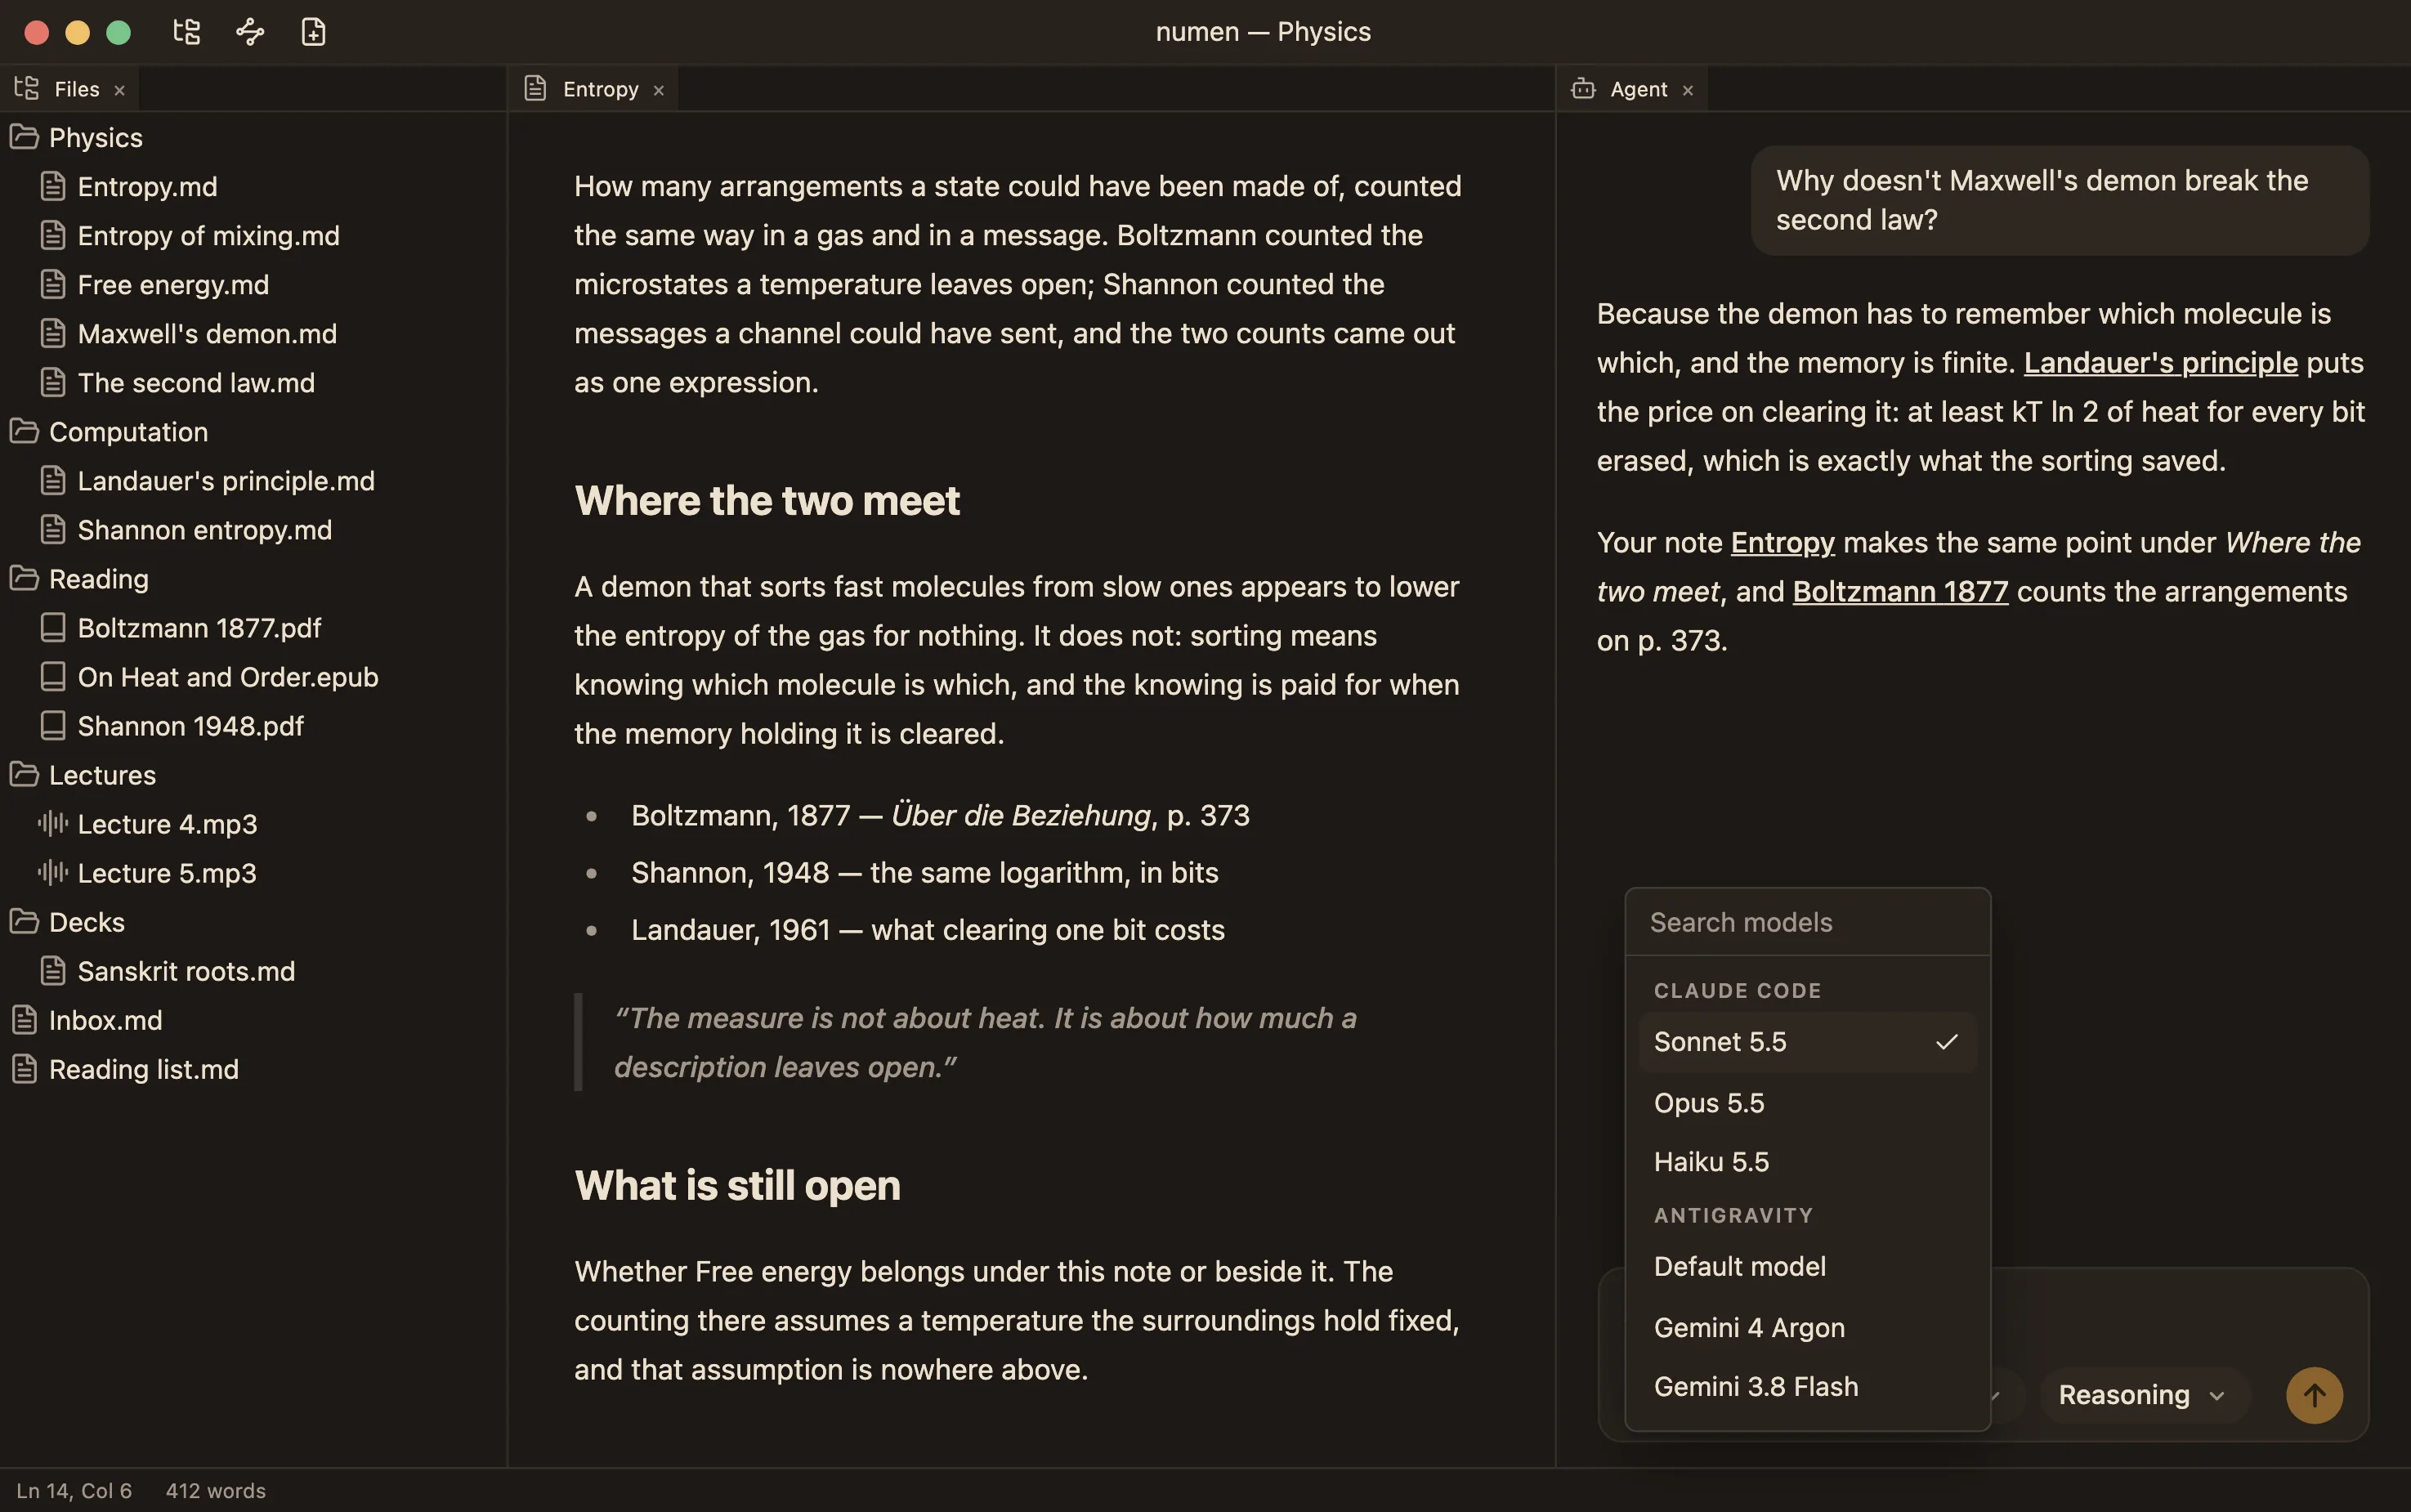 numen — Physics
Files
Entropy
Agent
Physics
Entropy.md
Entropy of mixing.md
Free energy.md
Maxwell's demon.md
The second law.md
Computation
Landauer's principle.md
Shannon entropy.md
Reading
Boltzmann 1877.pdf
On Heat and Order.epub
Shannon 1948.pdf
Lectures
Lecture 4.mp3
Lecture 5.mp3
Decks
Sanskrit roots.md
Inbox.md
Reading list.md
How many arrangements a state could have been made of, counted
the same way in a gas and in a message. Boltzmann counted the
microstates a temperature leaves open; Shannon counted the
messages a channel could have sent, and the two counts came out
as one expression.
Where the two meet
A demon that sorts fast molecules from slow ones appears to lower
the entropy of the gas for nothing. It does not: sorting means
knowing which molecule is which, and the knowing is paid for when
the memory holding it is cleared.
• Boltzmann, 1877 — Über die Beziehung, p. 373
• Shannon, 1948 — the same logarithm, in bits
• Landauer, 1961 — what clearing one bit costs
“The measure is not about heat. It is about how much a
description leaves open.”
What is still open
Whether Free energy belongs under this note or beside it. The
counting there assumes a temperature the surroundings hold fixed,
and that assumption is nowhere above.
Why doesn't Maxwell's demon break the
second law?
Because the demon has to remember which molecule is
which, and the memory is finite. Landauer's principle puts
the price on clearing it: at least kT ln 2 of heat for every bit
erased, which is exactly what the sorting saved.
Your note Entropy makes the same point under Where the
two meet, and Boltzmann 1877 counts the arrangements
on p. 373.
Search models
CLAUDE CODE
Sonnet 5.5
Opus 5.5
Haiku 5.5
ANTIGRAVITY
Default model
Gemini 4 Argon
Gemini 3.8 Flash
Reasoning
Ln 14, Col 6
412 words